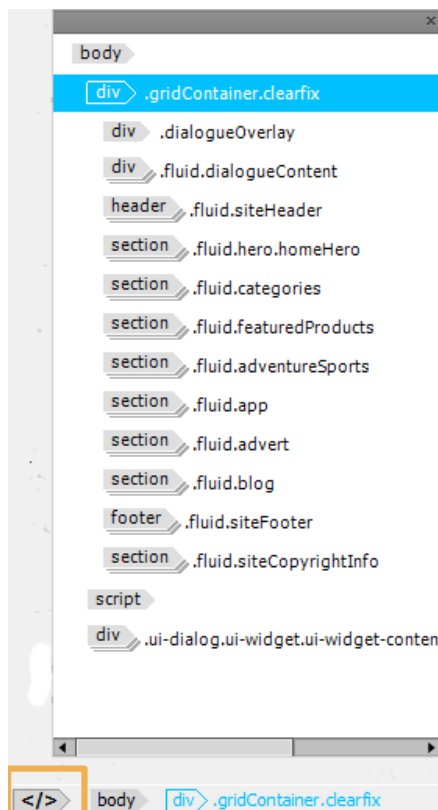 ×
body
div .gridContainer.clearfix
div .dialogueOverlay
div .fluid.dialogueContent
header .fluid.siteHeader
section .fluid.hero.homeHero
section .fluid.categories
section .fluid.featuredProducts
section .fluid.adventureSports
section .fluid.app
section .fluid.advert
section .fluid.blog
footer .fluid.siteFooter
section .fluid.siteCopyrightInfo
script
div .ui-dialog.ui-widget.ui-widget-conten
</> body div .gridContainer.clearfix